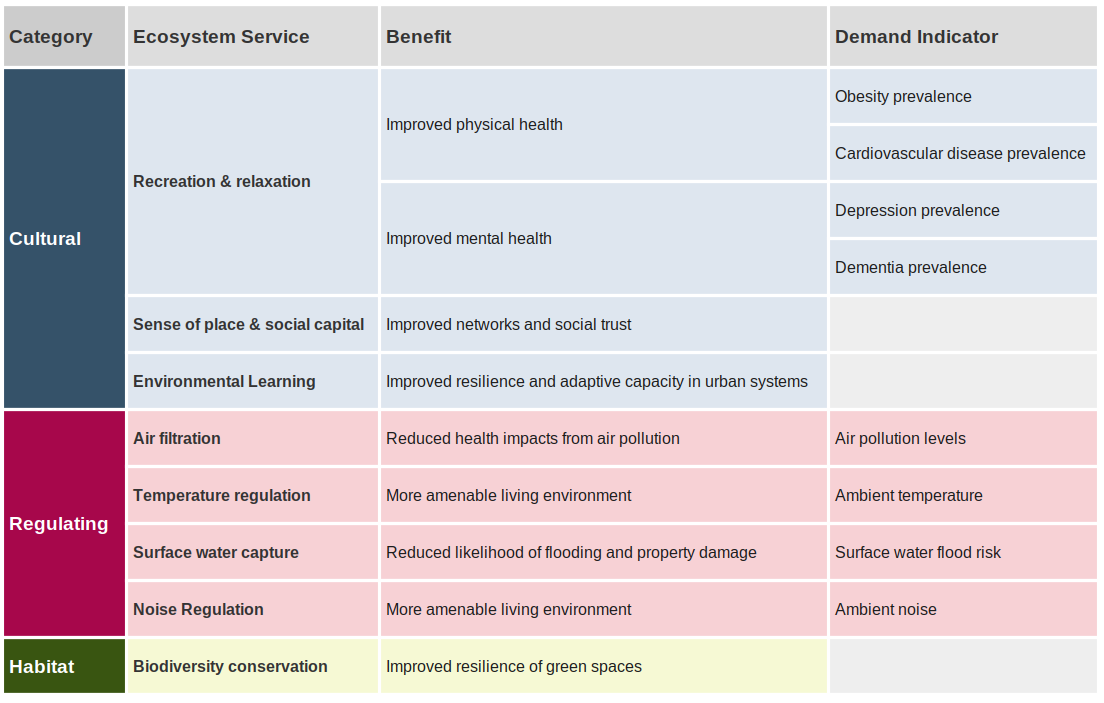 Category Ecosystem Service Benefit Demand Indicator
Obesity prevalence
Improved physical health
Cardiovascular disease prevalence
Recreation & relaxation
Depression prevalence
Cultural Improved mental health
Dementia prevalence
Sense of place & social capital Improved networks and social trust
Environmental Learning Improved resilience and adaptive capacity in urban systems
Air filtration Reduced health impacts from air pollution Air pollution levels
Temperature regulation More amenable living environment Ambient temperature
Regulating
Surface water capture Reduced likelihood of flooding and property damage Surface water flood risk
Noise Regulation More amenable living environment Ambient noise
Habitat Biodiversity conservation Improved resilience of green spaces